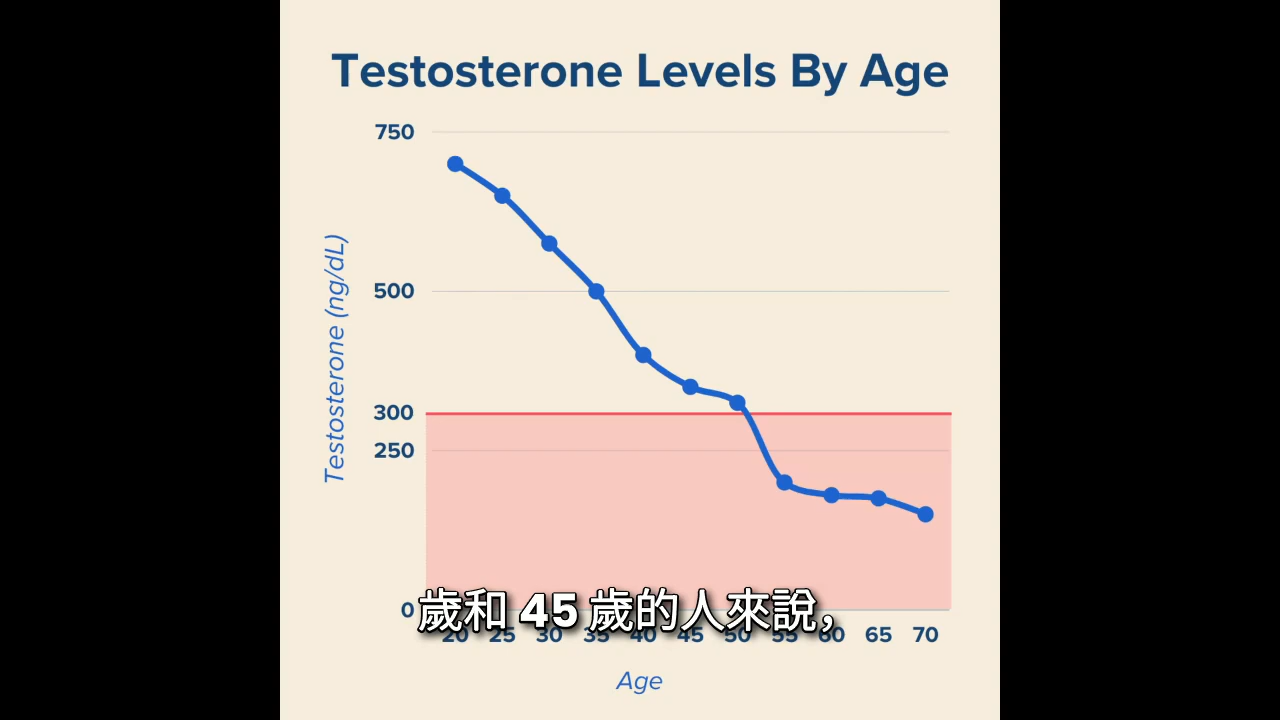 Testosterone Levels By Age
750
500
300
250
0
Testosterone (ng/dL)
歲和 45 歲的人來說,
20 25 30 35 40 45 50 55 60 65 70
Age